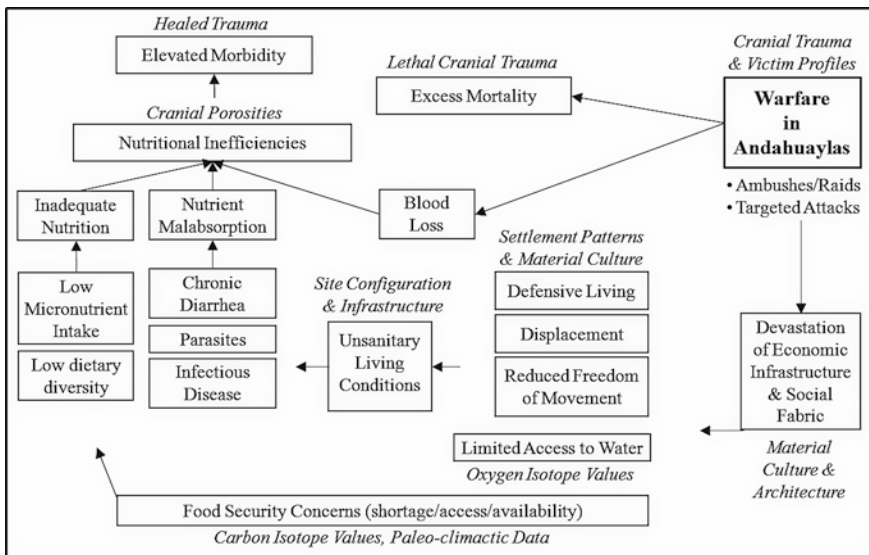 Healed Trauma
Elevated Morbidity
Cranial Porosities
Nutritional Inefficiencies
Lethal Cranial Trauma
Excess Mortality
Cranial Trauma
& Victim Profiles
Warfare
in
Andahuaylas
• Ambushes/Raids
• Targeted Attacks
Inadequate
Nutrition
Nutrient
Malabsorption
Blood
Loss
Low
Micronutrient
Intake
Low dietary
diversity
Chronic
Diarrhea
Parasites
Infectious
Disease
Site Configuration
& Infrastructure
Unsanitary
Living
Conditions
Settlement Patterns
& Material Culture
Defensive Living
Displacement
Reduced Freedom
of Movement
Limited Access to Water
Oxygen Isotope Values
Devastation
of Economic
Infrastructure
& Social
Fabric
Material
Culture &
Architecture
Food Security Concerns (shortage/access/availability)
Carbon Isotope Values, Paleo-climactic Data